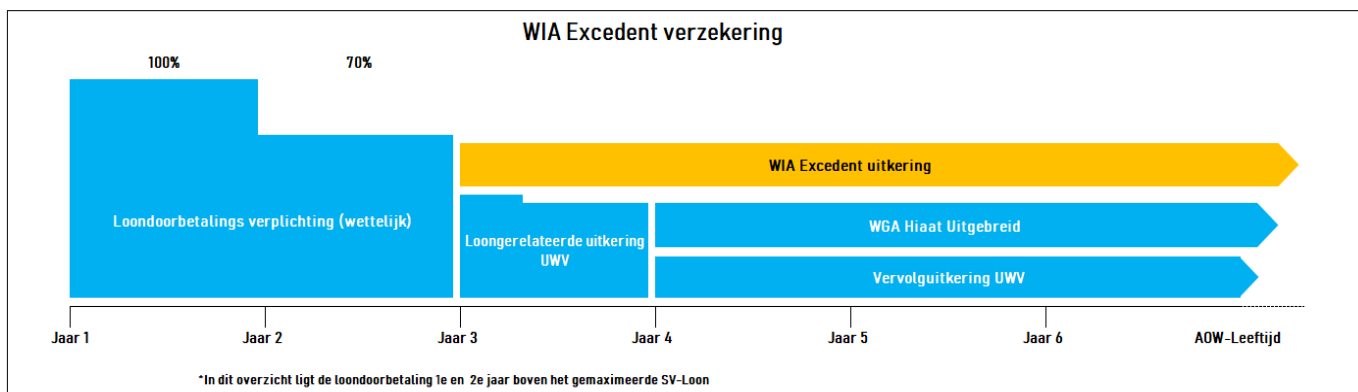 WIA Excedent verzekering
100%
70%
WIA Excedent uitkering
Loondoorbetalings verplichting (wettelijk)
Loongerelateerde uitkering
UWV
WGA Hiaat Uitgebreid
Vervolguitkering UWV
Jaar 1
Jaar 2
Jaar 3
Jaar 4
Jaar 5
Jaar 6
AOW-Leeftijd
*In dit overzicht ligt de loondoorbetaling 1e en 2e jaar boven het gemaximeerde SV-Loon